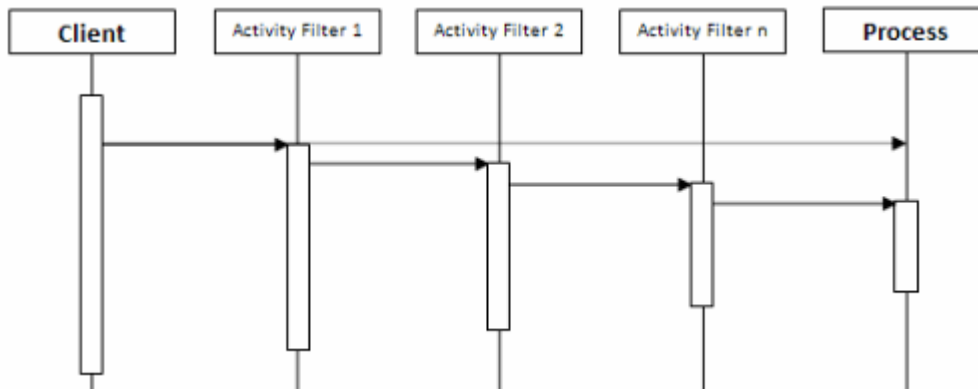 Client
Activity Filter 1
Activity Filter 2
Activity Filter n
Process